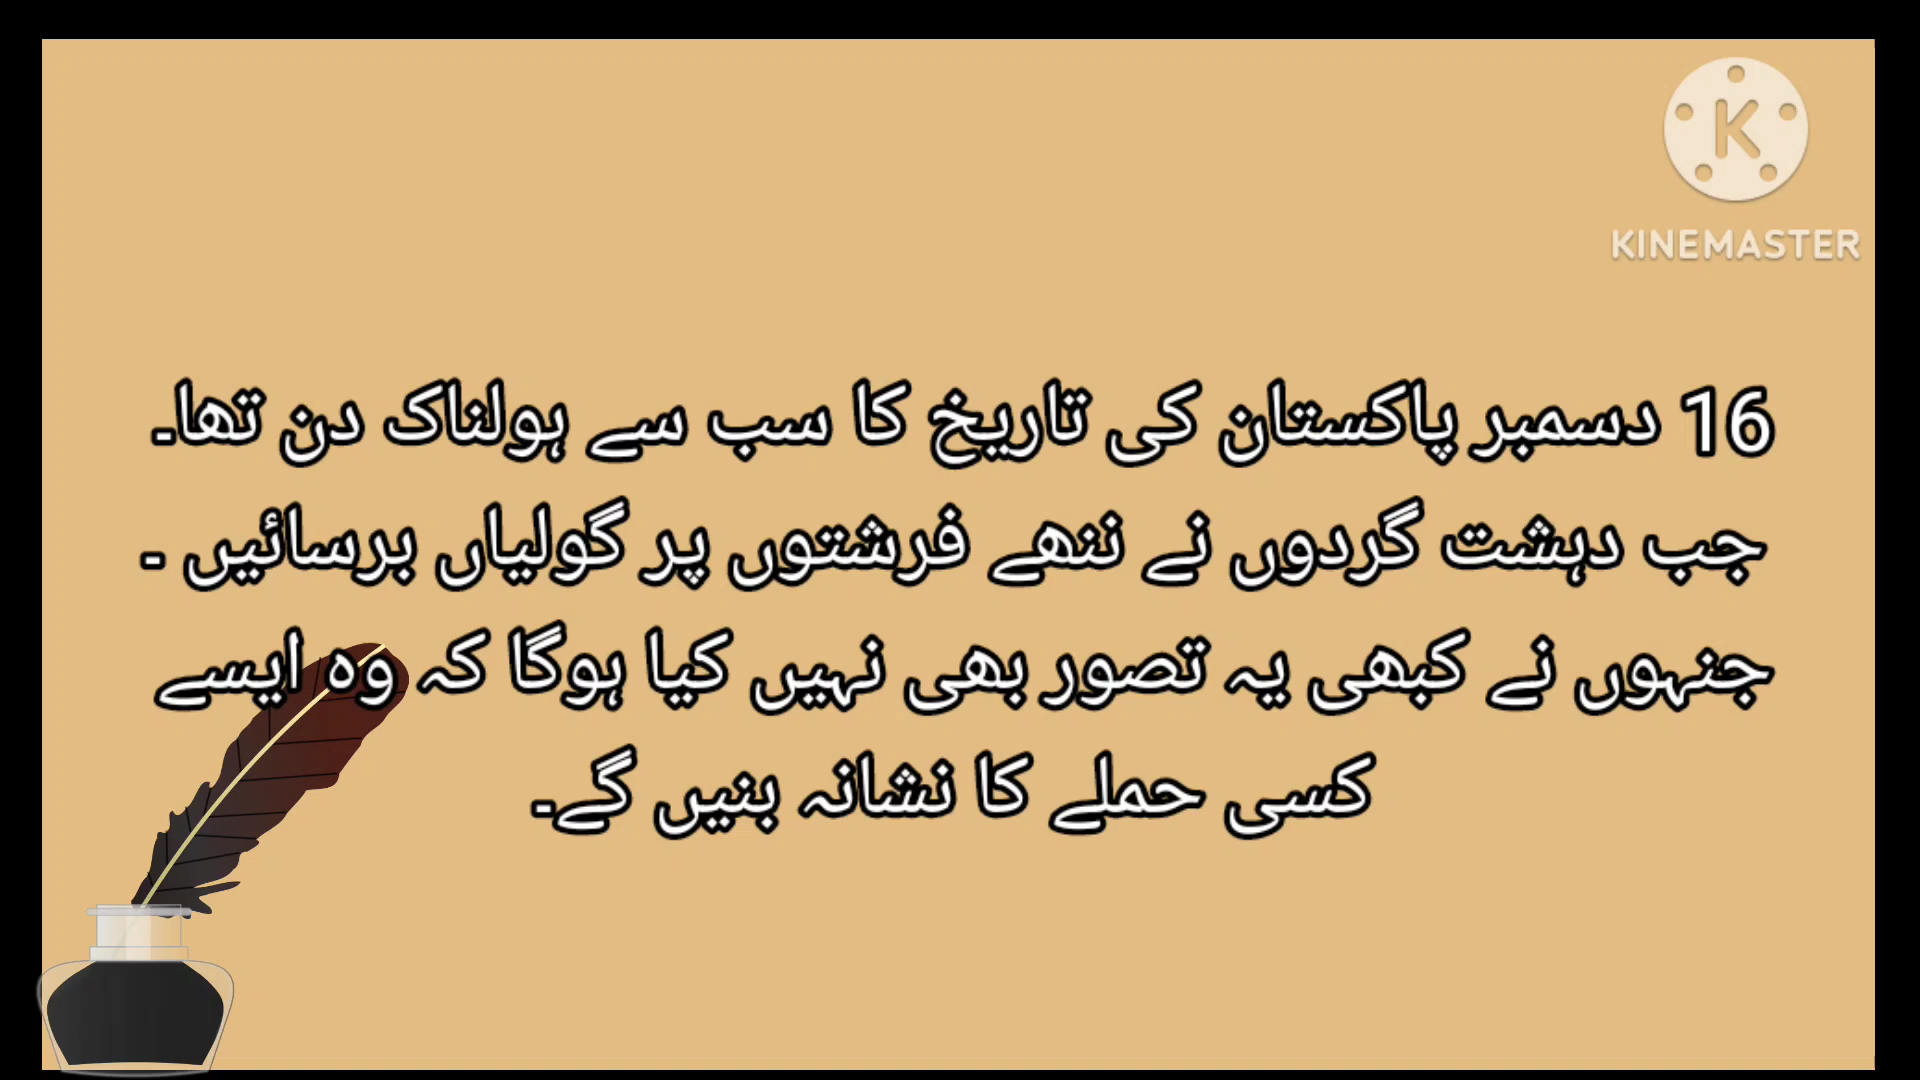 K
KINEMASTER
16 دسمبر پاکستان کی تاریخ کا سب سے ہولناک دن تھا۔
جب دہشت گردوں نے ننھے فرشتوں پر گولیاں برسائیں ۔
جنہوں نے کبھی یہ تصور بھی نہیں کیا ہوگا کہ وہ ایسے
کسی حملے کا نشانہ بنیں گے۔